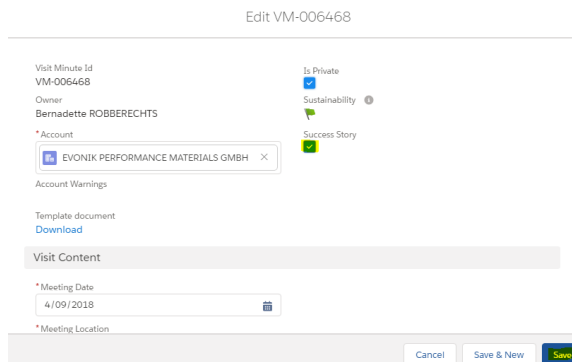 Edit VM-006468
Visit Minute Id
VM-006468
Is Private
Owner
Bernadette ROBBERECHTS
Sustainability
*Account
EVONIK PERFORMANCE MATERIALS GMBH
Success Story
Account Warnings
Template document
Download
Visit Content
*Meeting Date
4/09/2018
*Meeting Location
Cancel Save & New Save